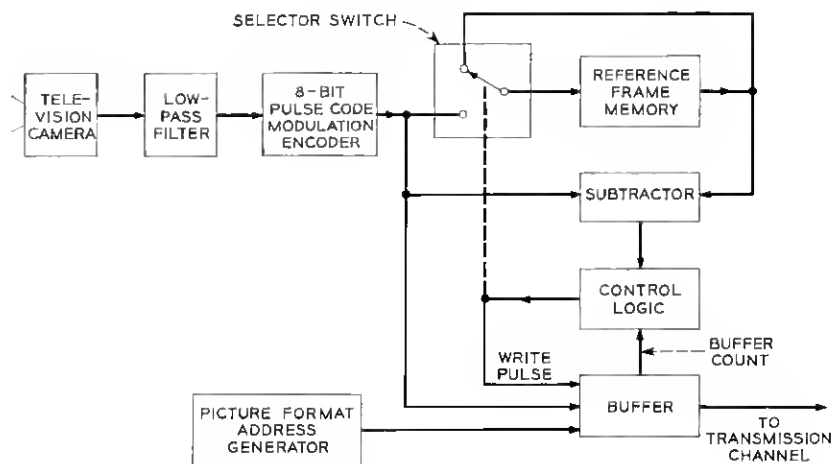 SELECTOR SWITCH
TELE-
VISION
CAMERA
LOW-
PASS
FILTER
8-BIT
PULSE CODE
MODULATION
ENCODER
REFERENCE
FRAME
MEMORY
SUBTRACTOR
CONTROL
LOGIC
BUFFER
COUNT
WRITE
PULSE
BUFFER
PICTURE FORMAT
ADDRESS
GENERATOR
TO
TRANSMISSION
CHANNEL